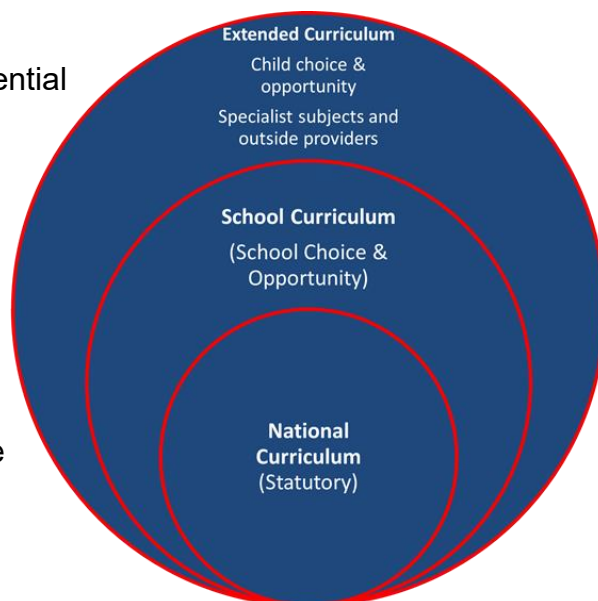 Extended Curriculum
ential
Child choice &
opportunity
Specialist subjects and
outside providers
School Curriculum
(School Choice &
Opportunity)
National
Curriculum
e
(Statutory)